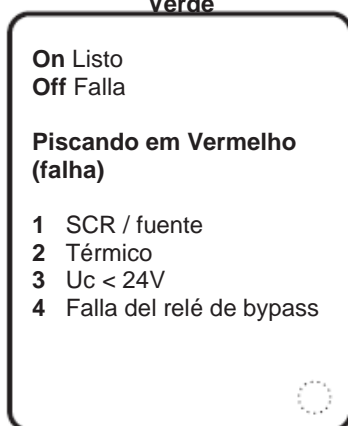 Verde
On Listo
Off Falla
Piscando em Vermelho
(falha)
1 SCR / fuente
2 Térmico
3 Uc < 24V
4 Falla del relé de bypass